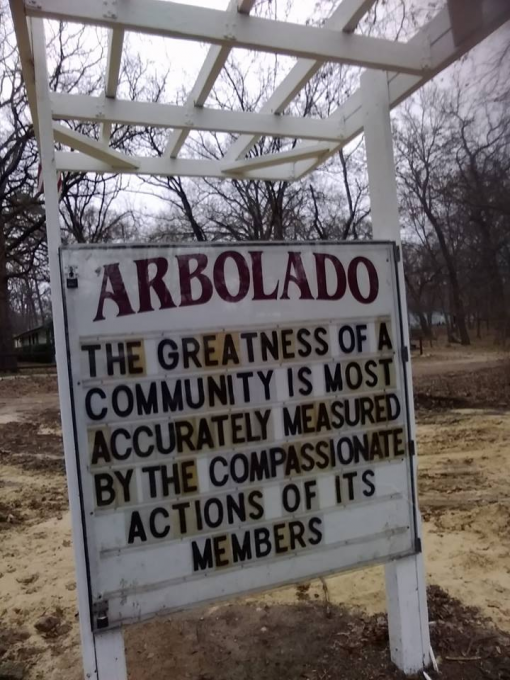 ARBOLADO
THE GREATNESS OF A
COMMUNITY IS MOST
ACCURATELY MEASURED
BY THE COMPASSIONATE
ACTIONS OF ITS
MEMBERS